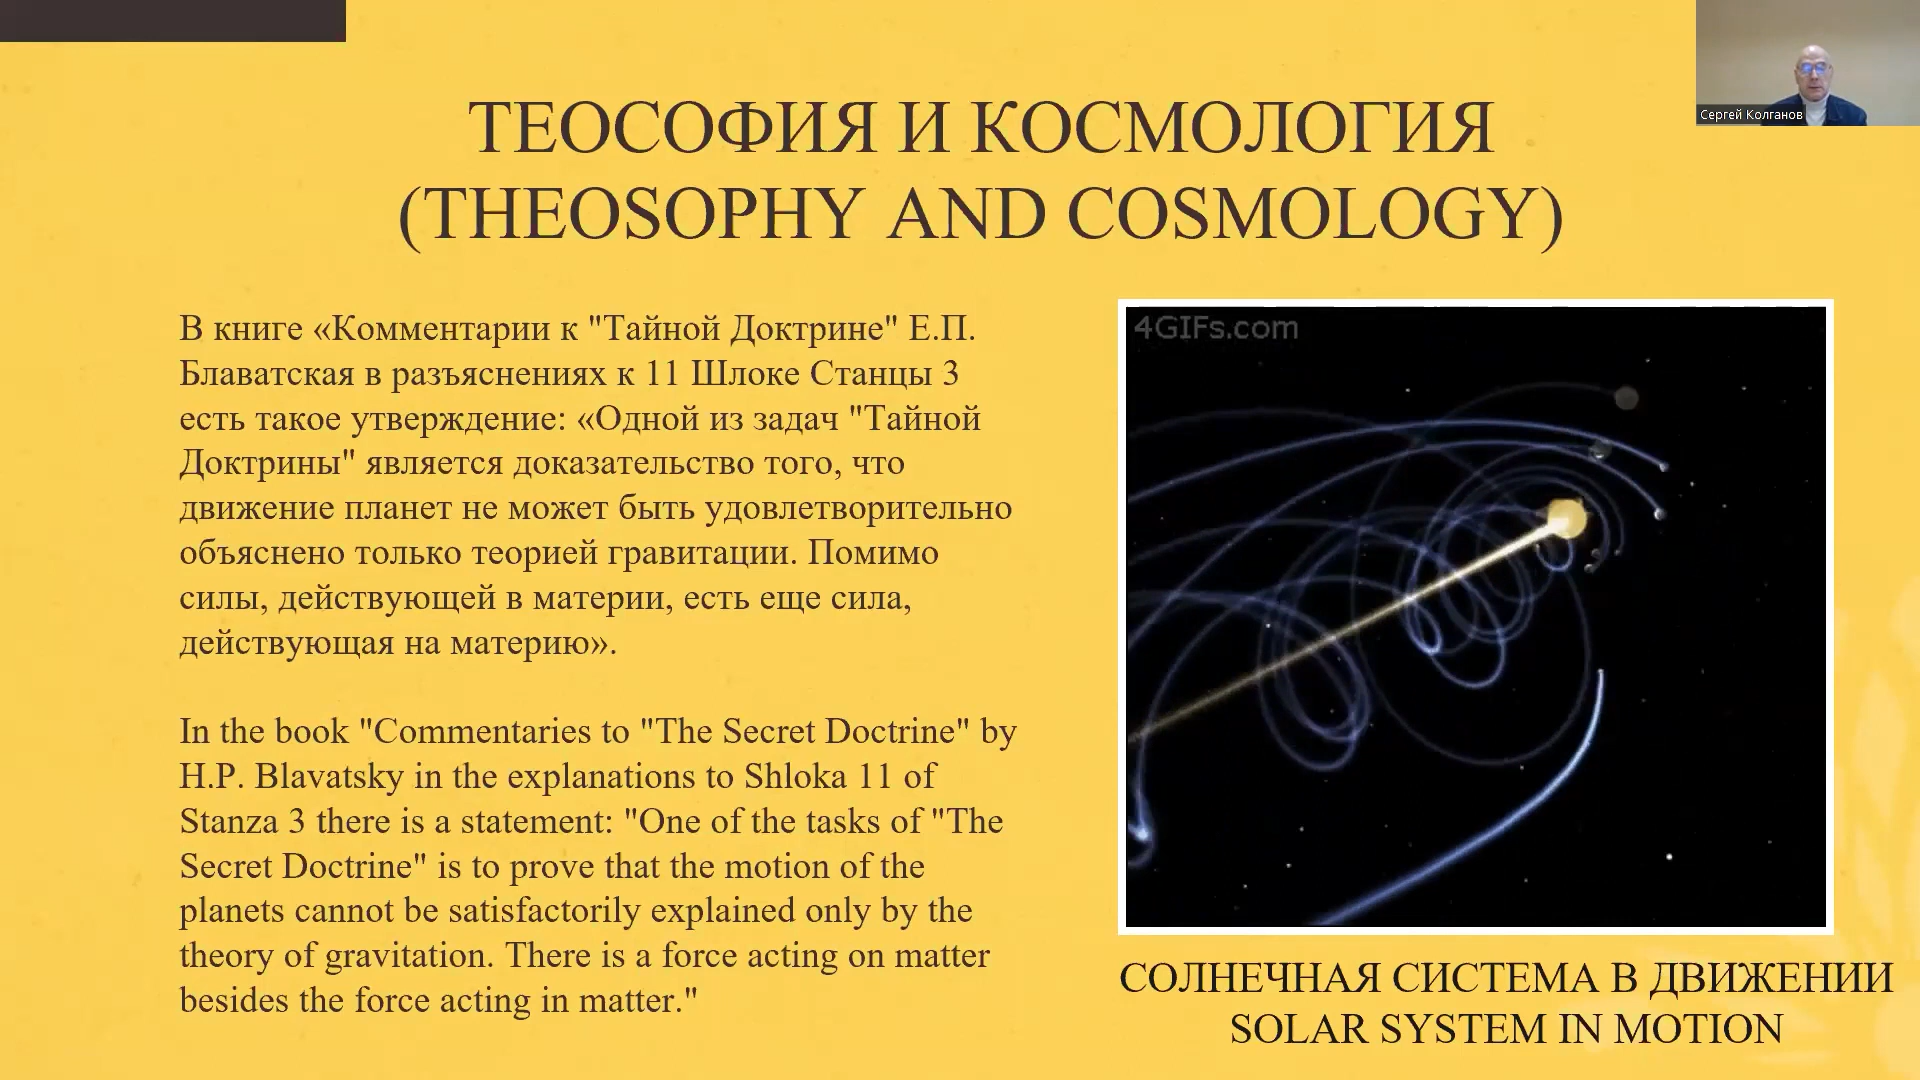 ТЕОСОФИЯ И КОСМОЛОГИЯ
(THEOSOPHY AND COSMOLOGY)
Сергей Колганов
В книге «Комментарии к "Тайной Доктрине" Е.П.
Блаватская в разъяснениях к 11 Шлоке Станцы 3
есть такое утверждение: «Одной из задач "Тайной
Доктрины" является доказательство того, что
движение планет не может быть удовлетворительно
объяснено только теорией гравитации. Помимо
силы, действующей в материи, есть еще сила,
действующая на материю».
In the book "Commentaries to "The Secret Doctrine" by
H.P. Blavatsky in the explanations to Shloka 11 of
Stanza 3 there is a statement: "One of the tasks of "The
Secret Doctrine" is to prove that the motion of the
planets cannot be satisfactorily explained only by the
theory of gravitation. There is a force acting on matter
besides the force acting in matter."
4GIFs.com
СОЛНЕЧНАЯ СИСТЕМА В ДВИЖЕНИИ
SOLAR SYSTEM IN MOTION